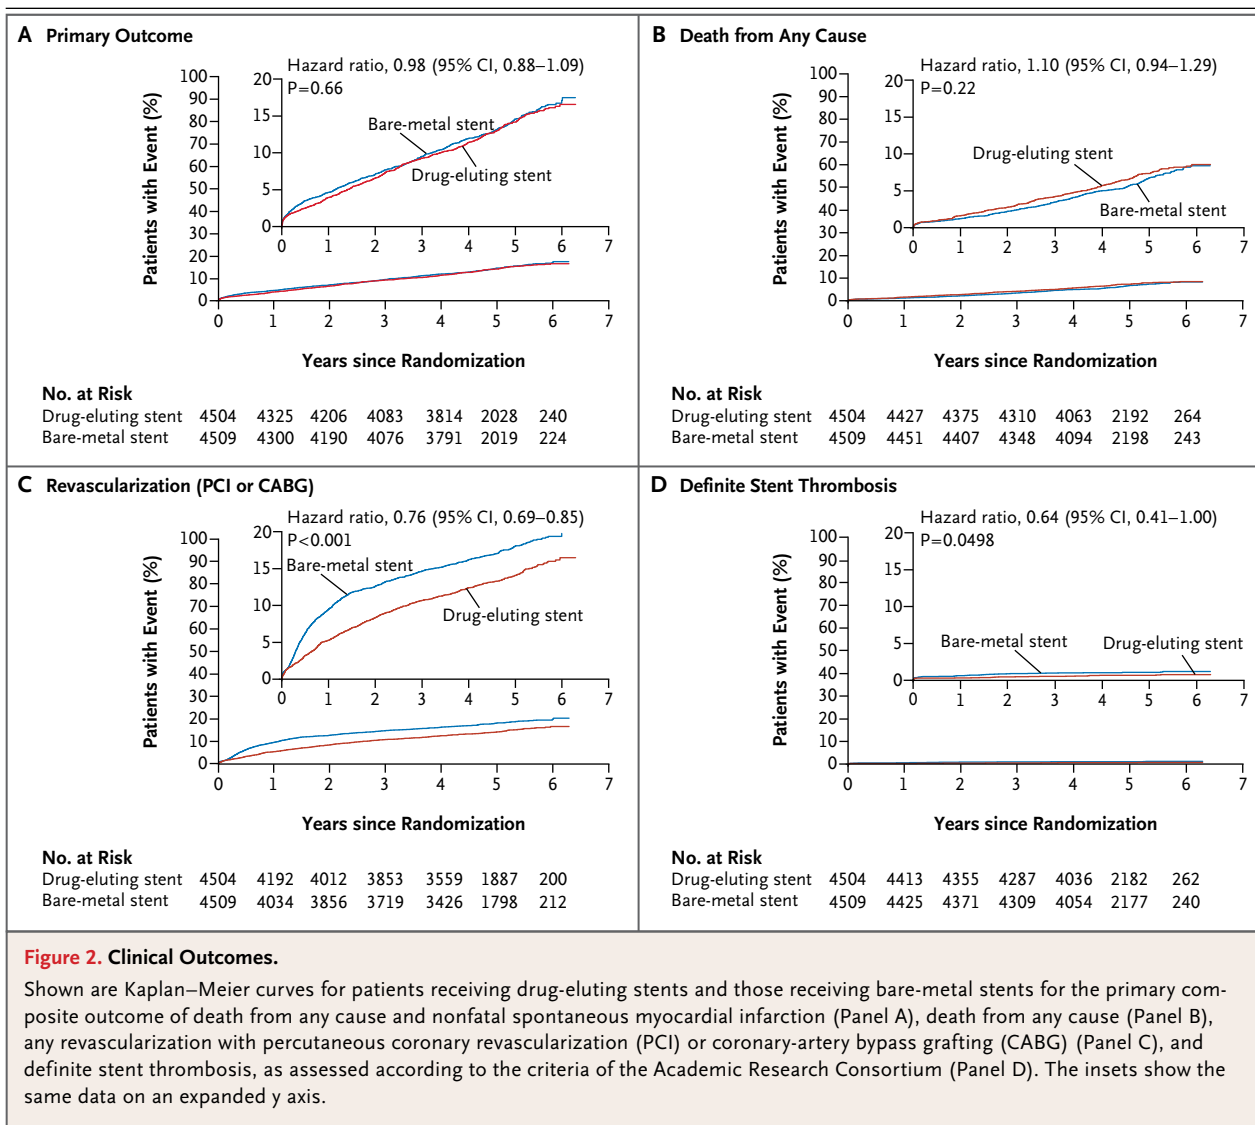 A Primary Outcome
Hazard ratio, 0.98 (95% CI, 0.88–1.09)
P=0.66
Patients with Event (%)
100
90
80
70
60
50
40
30
20
10
0
20
15
10
5
0
Bare-metal stent
Drug-eluting stent
0 1 2 3 4 5 6 7
0 1 2 3 4 5 6 7
Years since Randomization
No. at Risk
Drug-eluting stent 4504 4325 4206 4083 3814 2028 240
Bare-metal stent 4509 4300 4190 4076 3791 2019 224
B Death from Any Cause
Hazard ratio, 1.10 (95% CI, 0.94–1.29)
P=0.22
Patients with Event (%)
100
90
80
70
60
50
40
30
20
10
0
20
15
10
5
0
Drug-eluting stent
Bare-metal stent
0 1 2 3 4 5 6 7
0 1 2 3 4 5 6 7
Years since Randomization
No. at Risk
Drug-eluting stent 4504 4427 4375 4310 4063 2192 264
Bare-metal stent 4509 4451 4407 4348 4094 2198 243
C Revascularization (PCI or CABG)
Hazard ratio, 0.76 (95% CI, 0.69–0.85)
P<0.001
Patients with Event (%)
100
90
80
70
60
50
40
30
20
10
0
20
15
10
5
0
Bare-metal stent
Drug-eluting stent
0 1 2 3 4 5 6 7
0 1 2 3 4 5 6 7
Years since Randomization
No. at Risk
Drug-eluting stent 4504 4192 4012 3853 3559 1887 200
Bare-metal stent 4509 4034 3856 3719 3426 1798 212
D Definite Stent Thrombosis
Hazard ratio, 0.64 (95% CI, 0.41–1.00)
P=0.0498
Patients with Event (%)
100
90
80
70
60
50
40
30
20
10
0
20
15
10
5
0
Bare-metal stent
Drug-eluting stent
0 1 2 3 4 5 6 7
0 1 2 3 4 5 6 7
Years since Randomization
No. at Risk
Drug-eluting stent 4504 4413 4355 4287 4036 2182 262
Bare-metal stent 4509 4425 4371 4309 4054 2177 240
Figure 2. Clinical Outcomes.
Shown are Kaplan–Meier curves for patients receiving drug-eluting stents and those receiving bare-metal stents for the primary com-
posite outcome of death from any cause and nonfatal spontaneous myocardial infarction (Panel A), death from any cause (Panel B),
any revascularization with percutaneous coronary revascularization (PCI) or coronary-artery bypass grafting (CABG) (Panel C), and
definite stent thrombosis, as assessed according to the criteria of the Academic Research Consortium (Panel D). The insets show the
same data on an expanded y axis.